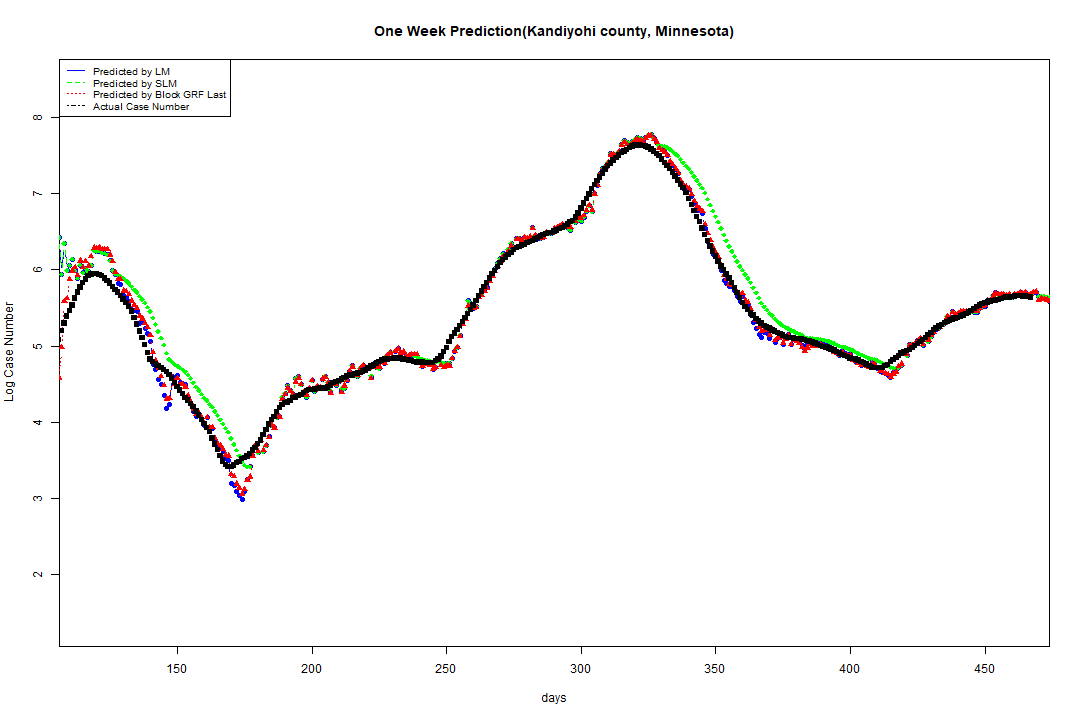 One Week Prediction(Kandiyohi county, Minnesota)
Predicted by LM
Predicted by SLM
Predicted by Block GRF Last
Actual Case Number
Log Case Number
8
7
6
5
4
3
2
150 200 250 300 350 400 450
days